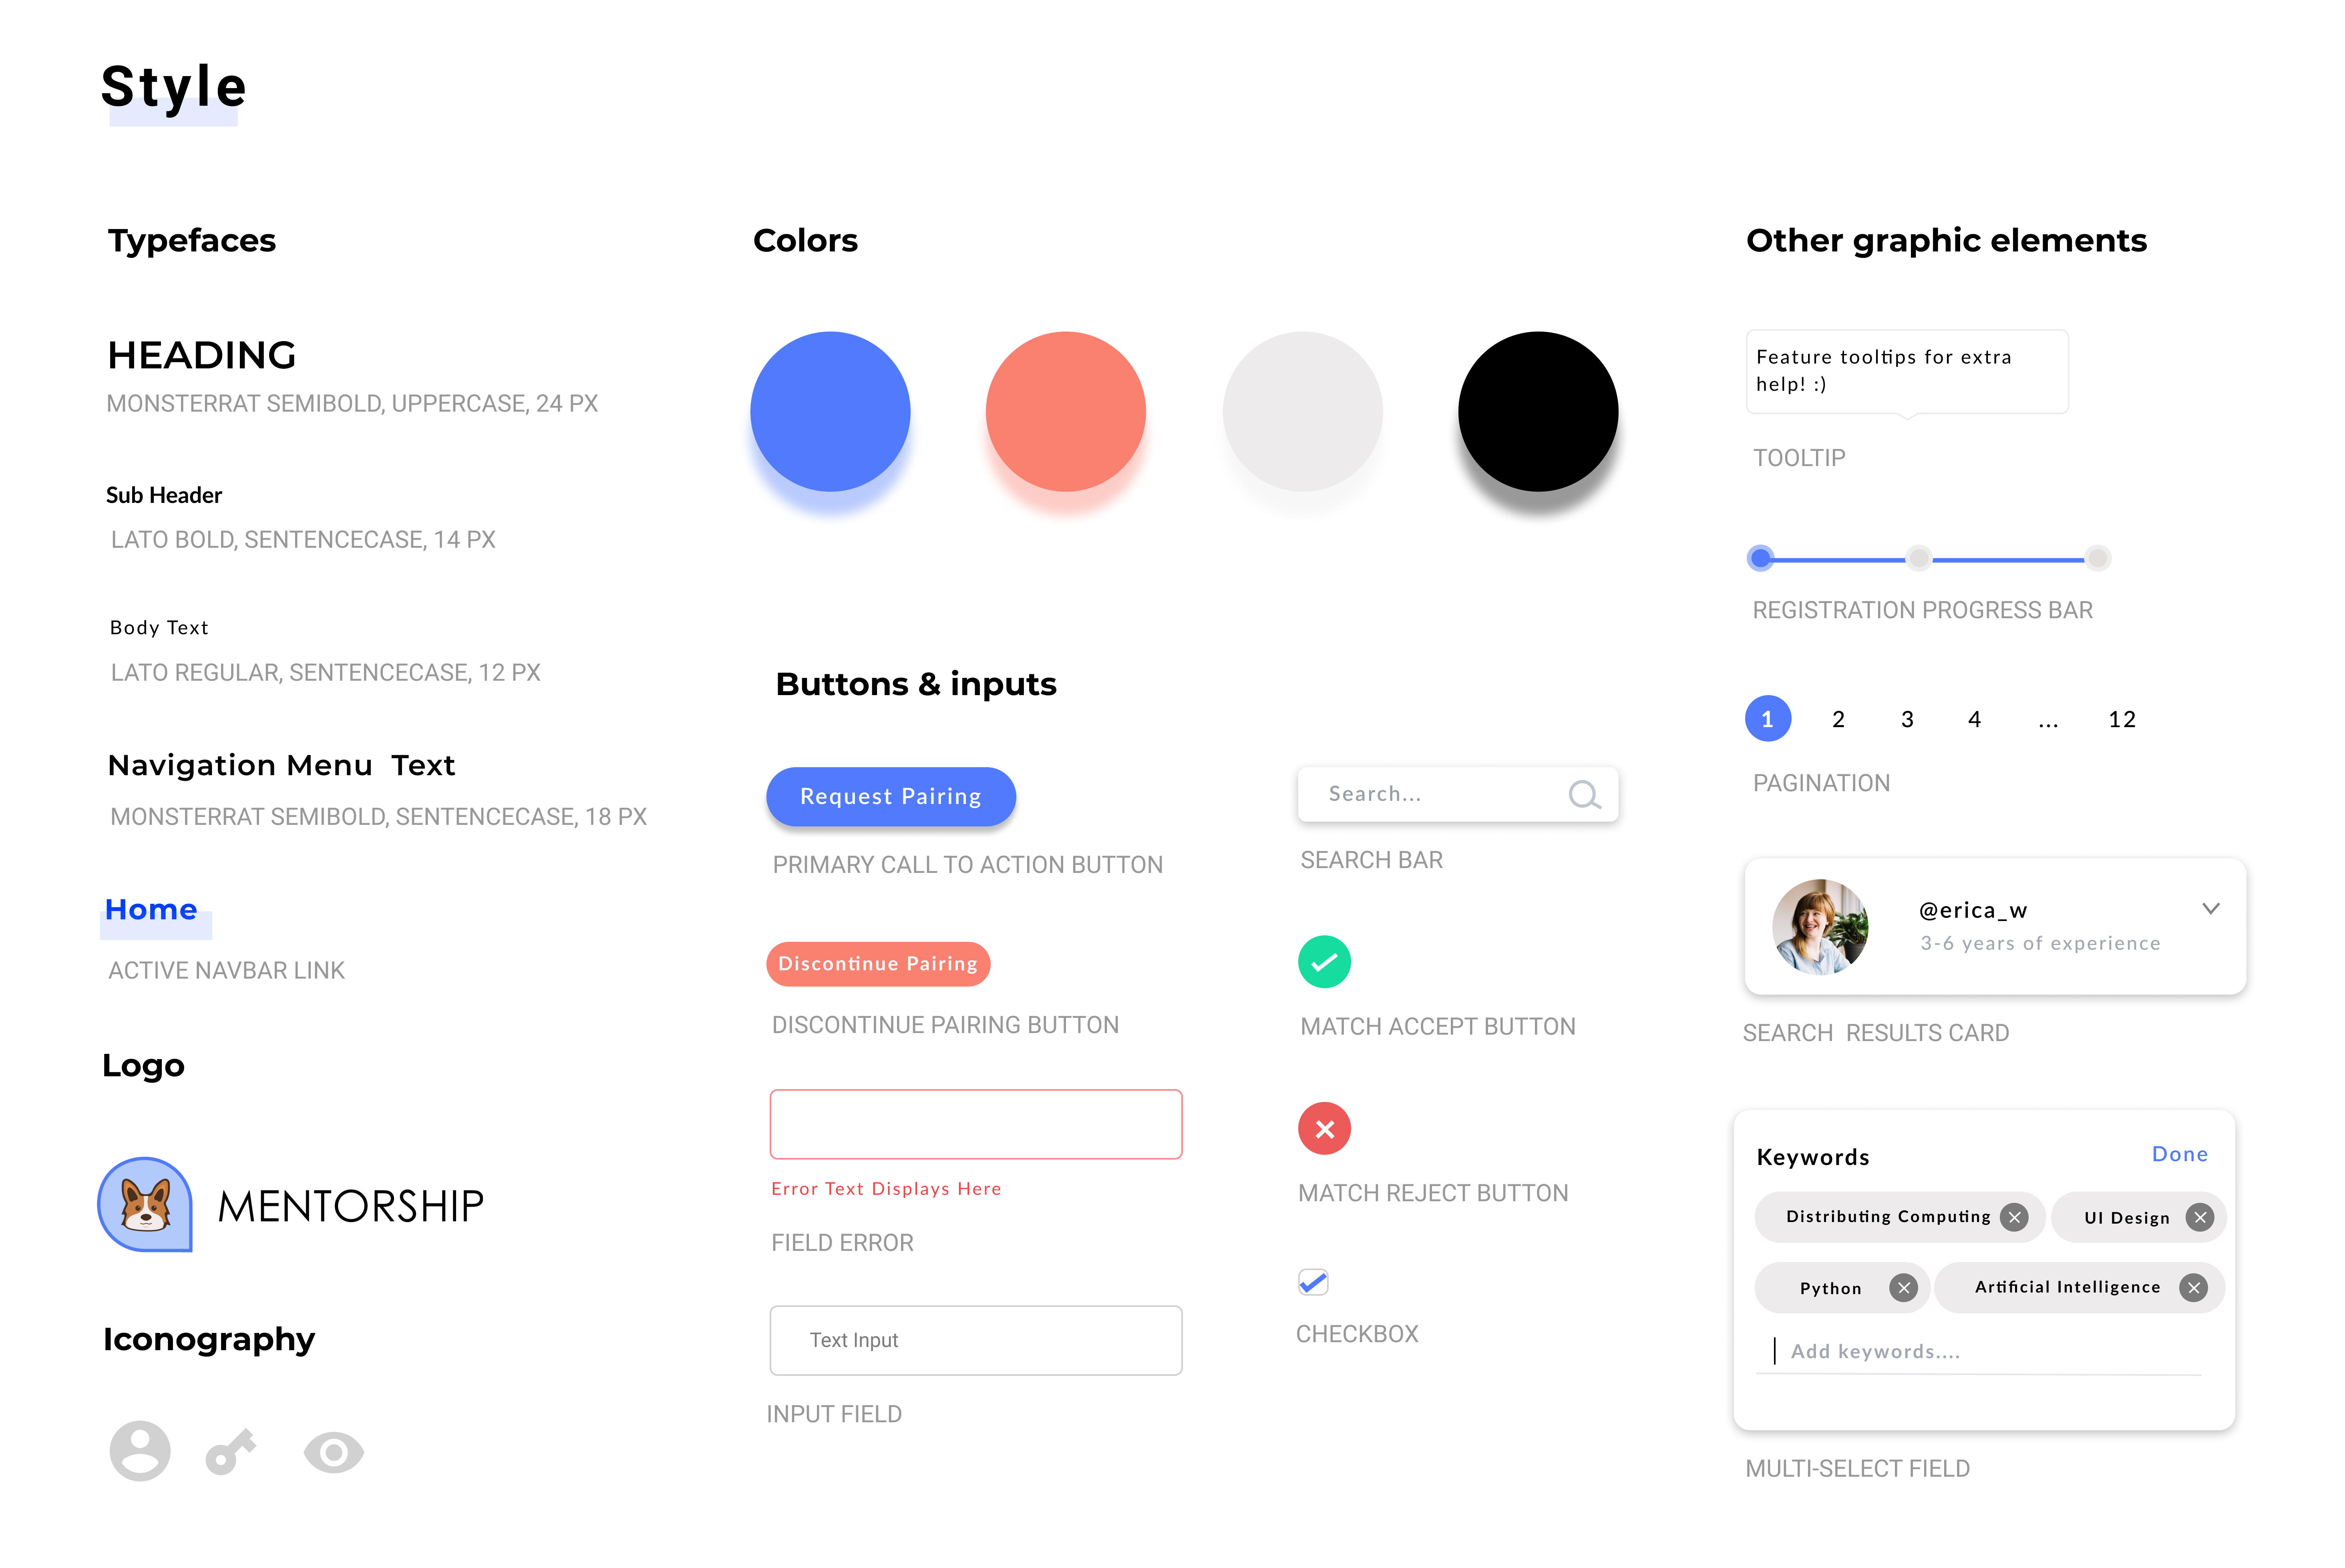 Style
Typefaces
HEADING
MONSTERRAT SEMIBOLD, UPPERCASE, 24 PX
Sub Header
LATO BOLD, SENTENCECASE, 14 PX
Body Text
LATO REGULAR, SENTENCECASE, 12 PX
Navigation Menu Text
MONSTERRAT SEMIBOLD, SENTENCECASE, 18 PX
Home
ACTIVE NAVBAR LINK
Logo
MENTORSHIP
Iconography
Colors
Buttons & inputs
Request Pairing
PRIMARY CALL TO ACTION BUTTON
Discontinue Pairing
DISCONTINUE PAIRING BUTTON
Error Text Displays Here
FIELD ERROR
Text Input
INPUT FIELD
Search...
SEARCH BAR
MATCH ACCEPT BUTTON
MATCH REJECT BUTTON
CHECKBOX
Other graphic elements
Feature tooltips for extra
help! :)
TOOLTIP
REGISTRATION PROGRESS BAR
1 2 3 4 ... 12
PAGINATION
@erica_w
3-6 years of experience
SEARCH RESULTS CARD
Keywords Done
Distributing Computing UI Design
Python Artificial Intelligence
Add keywords....
MULTI-SELECT FIELD